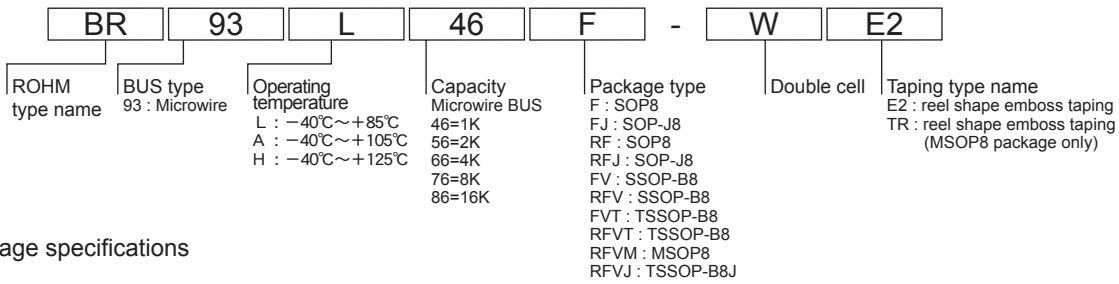 BR 93 L 46 F - W E2
ROHM
type name
BUS type
93 : Microwire
Operating
temperature
L : −40℃～＋85℃
A : −40℃～＋105℃
H : −40℃～＋125℃
Capacity
Microwire BUS
46=1K
56=2K
66=4K
76=8K
86=16K
Package type
F : SOP8
FJ : SOP-J8
RF : SOP8
RFJ : SOP-J8
FV : SSOP-B8
RFV : SSOP-B8
FVT : TSSOP-B8
RFVT : TSSOP-B8
RFVM : MSOP8
RFVJ : TSSOP-B8J
Double cell
Taping type name
E2 : reel shape emboss taping
TR : reel shape emboss taping
(MSOP8 package only)
age specifications